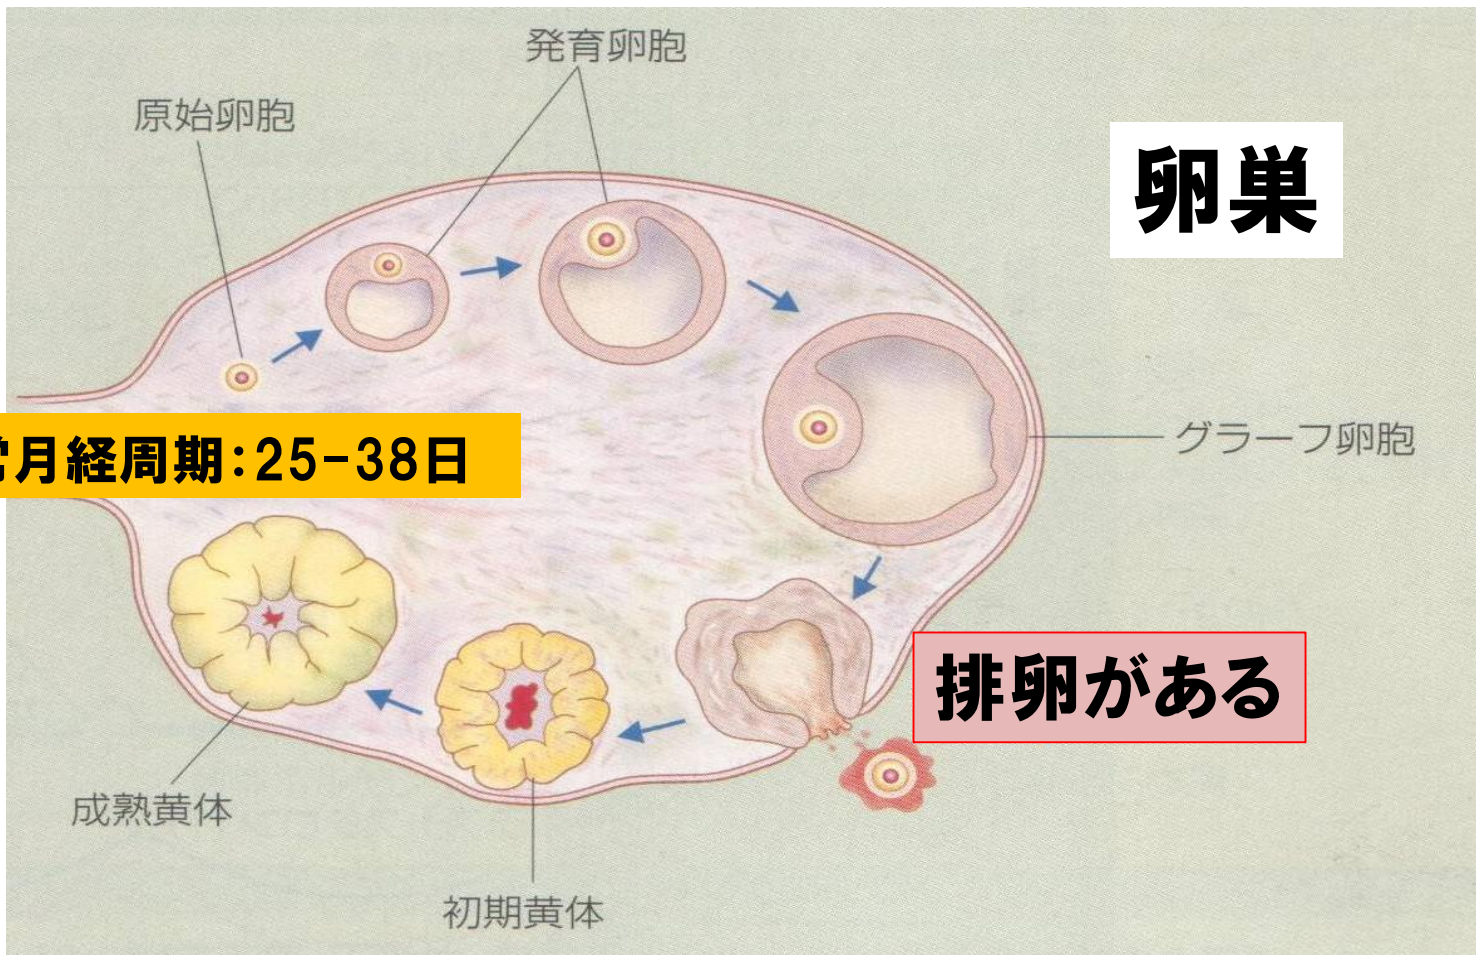 発育卵胞
原始卵胞
卵巣
常月経周期:25-38日
グラーフ卵胞
排卵がある
成熟黄体
初期黄体